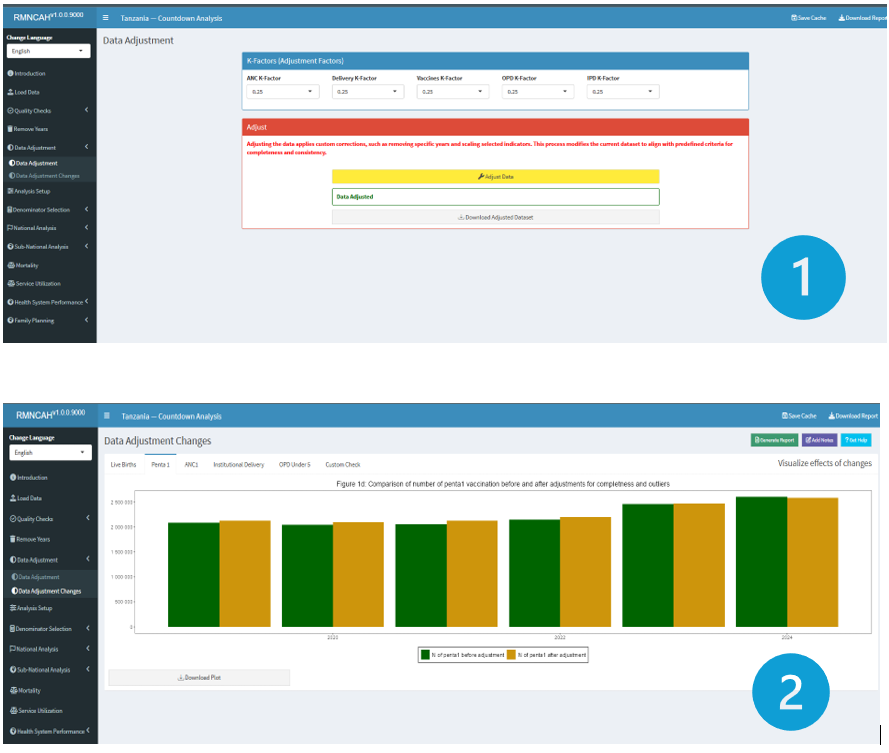 RMNCAHv1.0.0.9000
Tanzania — Countdown Analysis
Save Cache
Download Report
Change Language
English
Introduction
Load Data
Quality Checks
Remove Years
Data Adjustment
Data Adjustment
Data Adjustment Changes
Analysis Setup
Denominator Selection
National Analysis
Sub-National Analysis
Mortality
Service Utilization
Health System Performance
Family Planning
Data Adjustment
K-Factors (Adjustment Factors)
ANC K-Factor
Delivery K-Factor
Vaccines K-Factor
OPD K-Factor
IPD K-Factor
0.25
0.25
0.25
0.25
0.25
Adjust
Adjusting the data applies custom corrections, such as removing specific years and scaling selected indicators. This process modifies the current dataset to align with predefined criteria for
completeness and consistency.
Adjust Data
Data Adjusted
Download Adjusted Dataset
1
RMNCAHv1.0.0.9000
Tanzania — Countdown Analysis
Save Cache
Download Report
Change Language
English
Introduction
Load Data
Quality Checks
Remove Years
Data Adjustment
Data Adjustment
Data Adjustment Changes
Analysis Setup
Denominator Selection
National Analysis
Sub-National Analysis
Mortality
Service Utilization
Health System Performance
Data Adjustment Changes
Generate Report
Add Notes
Get Help
Live Births
Penta 1
ANC1
Institutional Delivery
OPD Under 5
Custom Check
Visualize effects of changes
Figure 1d: Comparison of number of penta1 vaccination before and after adjustments for completness and outliers
2 500 000
2 000 000
1 500 000
1 000 000
500 000
0
2020
2022
2024
N of penta1 before adjustment
N of penta1 after adjustment
Download Plot
2